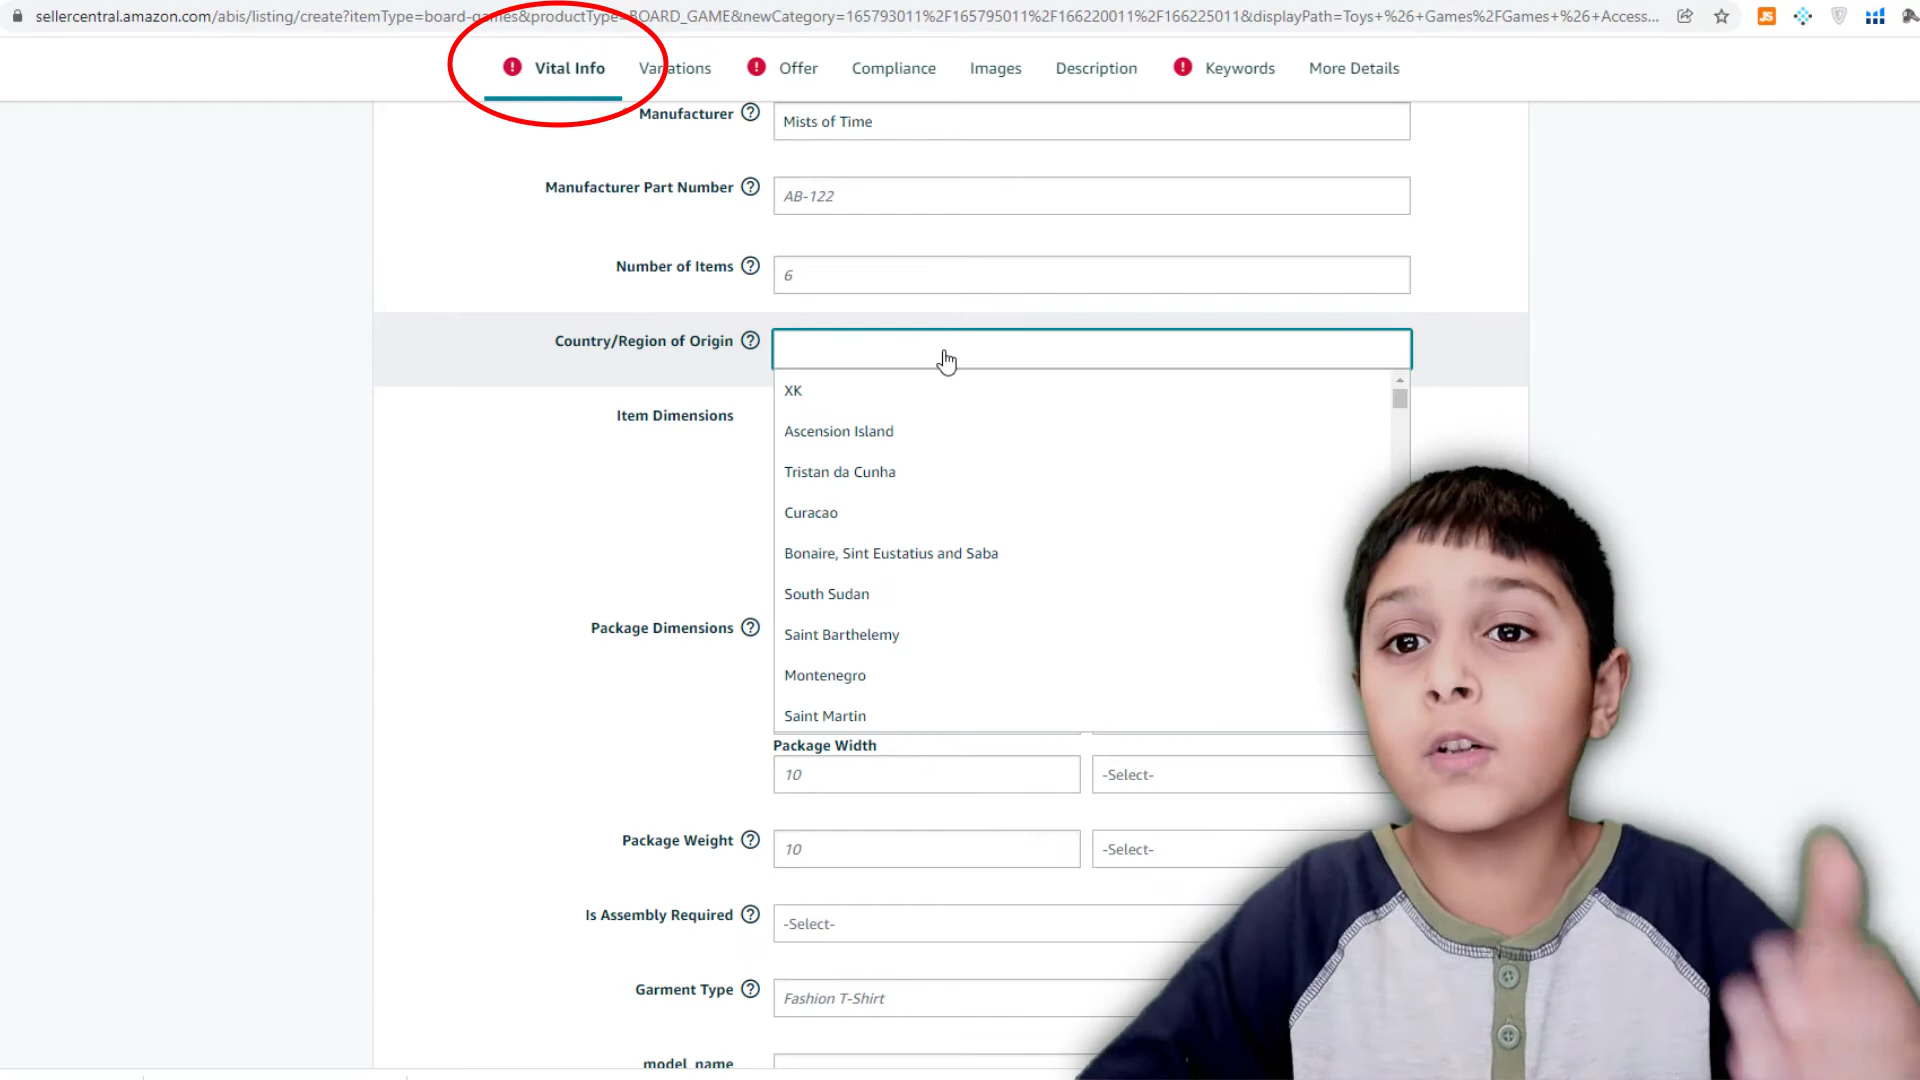 sellercentral.amazon.com/abis/listing/create?itemType=board-games&productType=BOARD_GAME&newCategory=165793011%2F165795011%2F166220011%2F166225011&displayPath=Toys+%26+Games%2FGames+%26+Access...
JS
! Vital Info Variations ! Offer Compliance Images Description ! Keywords More Details
Manufacturer ? Mists of Time
Manufacturer Part Number ? AB-122
Number of Items ? 6
Country/Region of Origin ?
XK
Item Dimensions
Ascension Island
Tristan da Cunha
Curacao
Bonaire, Sint Eustatius and Saba
South Sudan
Package Dimensions ?
Saint Barthelemy
Montenegro
Saint Martin
Package Width
10 -Select-
Package Weight ? 10 -Select-
Is Assembly Required ? -Select-
Garment Type ? Fashion T-Shirt
model_name